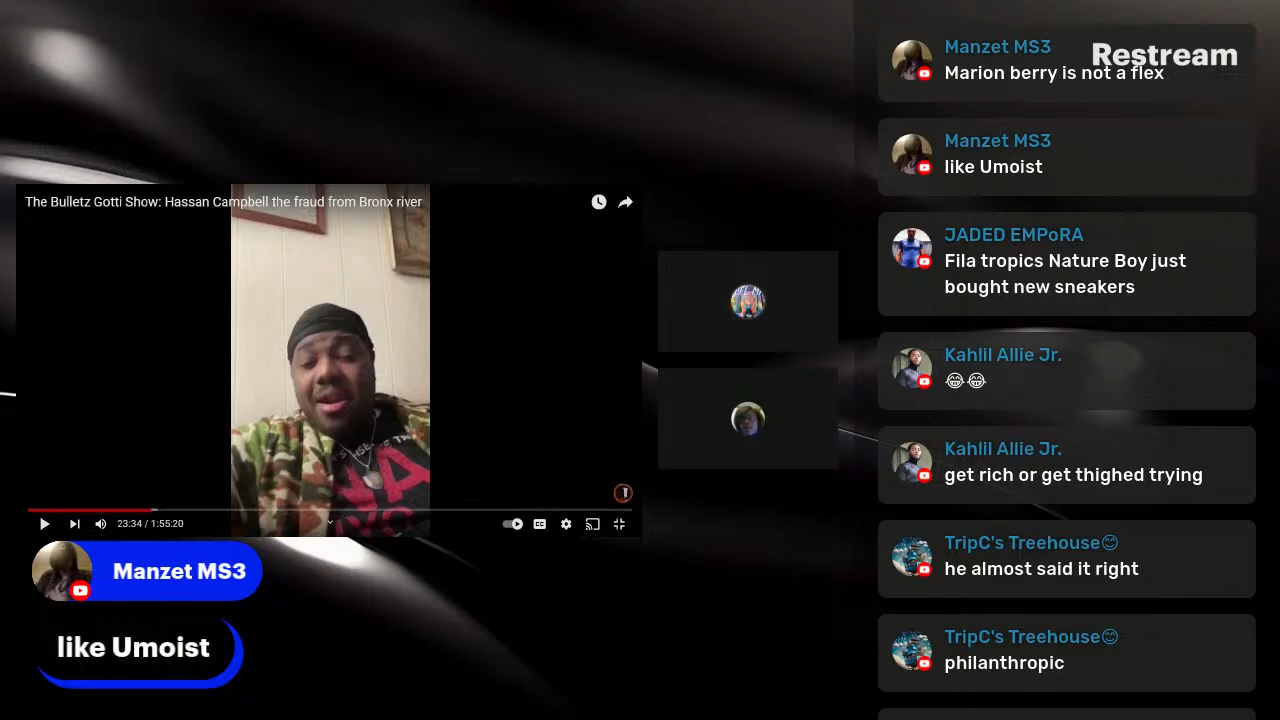 Restream
The Bulletz Gotti Show: Hassan Campbell the fraud from Bronx river
23:34 / 1:55:20
CC
Manzet MS3
like Umoist
Manzet MS3
Marion berry is not a flex
Manzet MS3
like Umoist
JADED EMPoRA
Fila tropics Nature Boy just
bought new sneakers
Kahlil Allie Jr.
😂😂
Kahlil Allie Jr.
get rich or get thighed trying
TripC's Treehouse😊
he almost said it right
TripC's Treehouse😊
philanthropic